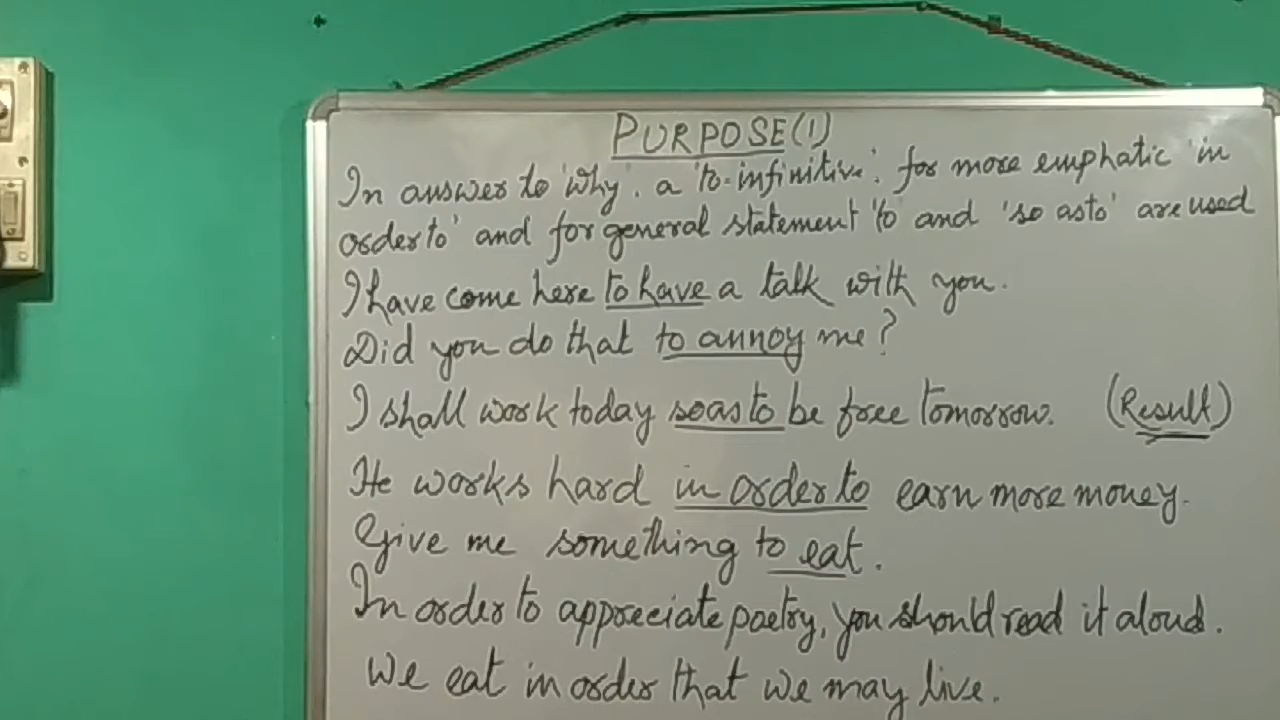 PURPOSE(1)
In answer to 'why'. a 'to-infinitive'. for more emphatic 'in
order to' and for general statement 'to' and 'so as to' are used
I have come here to have a talk with you.
Did you do that to annoy me?
I shall work today so as to be free tomorrow. (Result)
He works hard in order to earn more money.
Give me something to eat.
In order to appreciate poetry, you should read it aloud.
We eat in order that we may live.